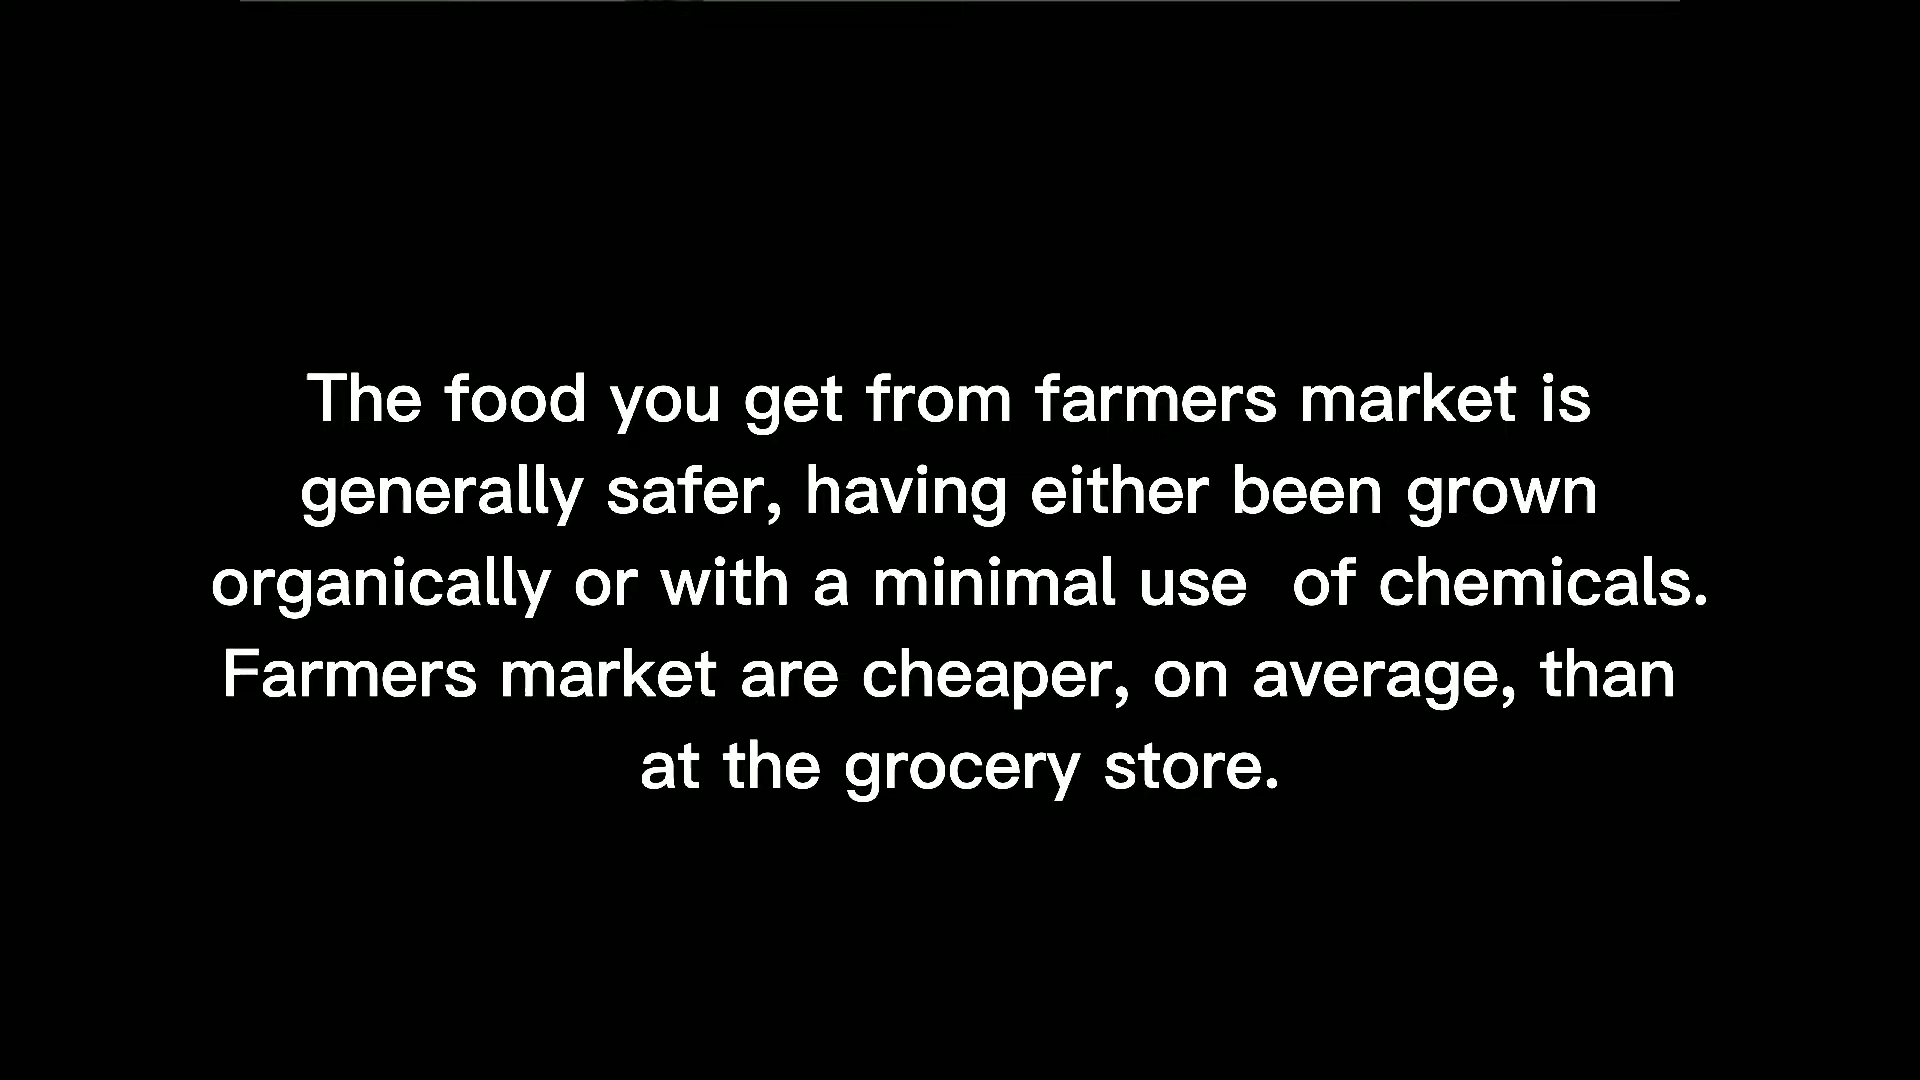 The food you get from farmers market is
generally safer, having either been grown
organically or with a minimal use  of chemicals.
Farmers market are cheaper, on average, than
at the grocery store.